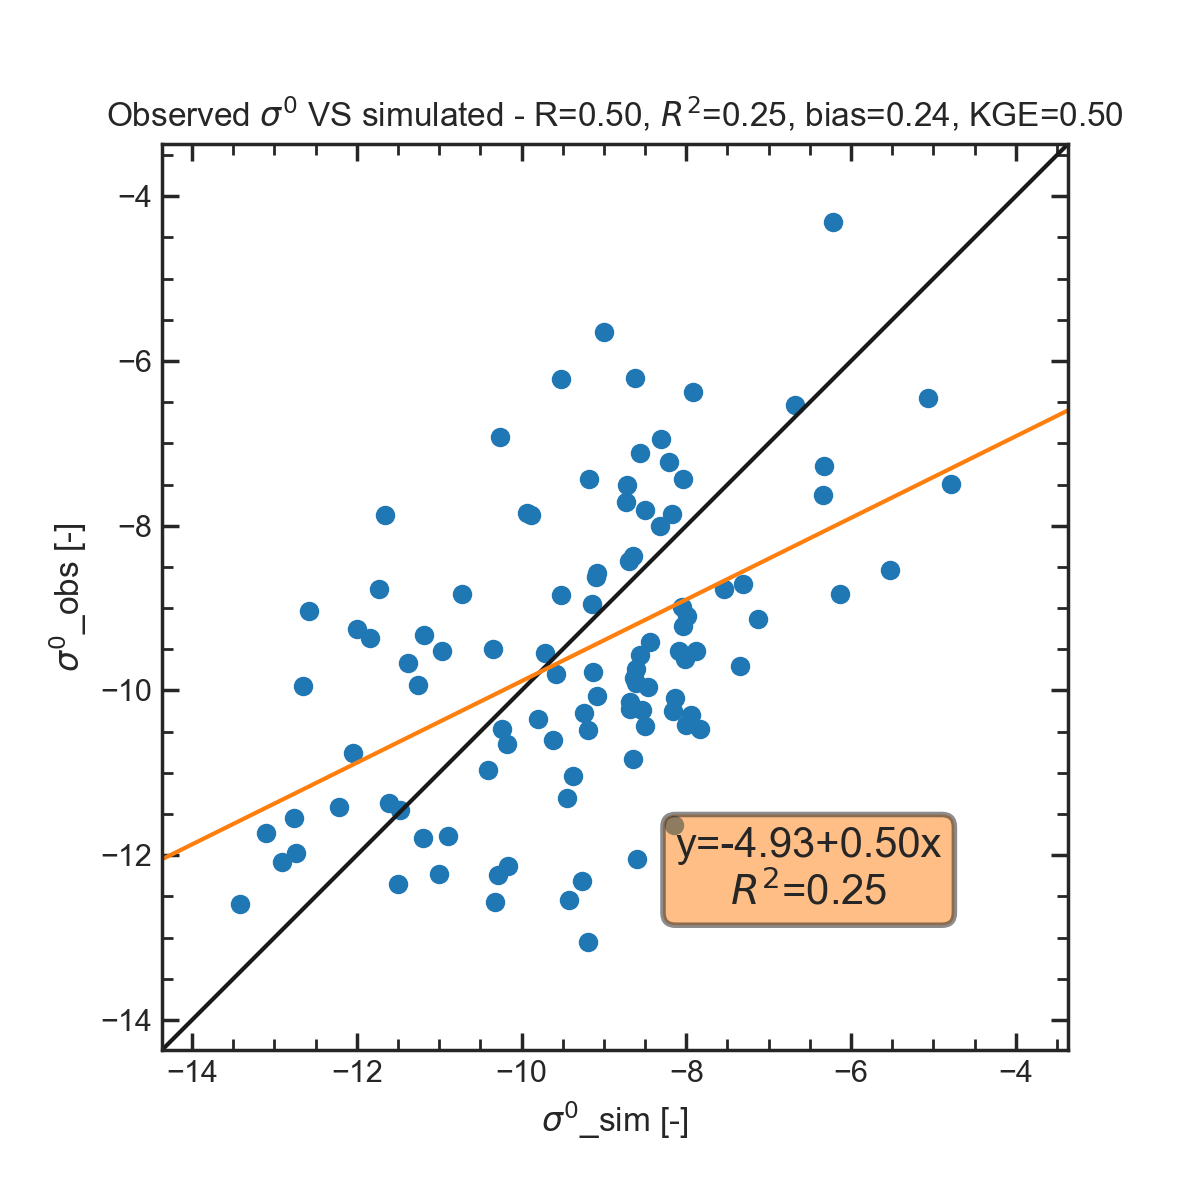 Observed σ⁰ VS simulated - R=0.50, R²=0.25, bias=0.24, KGE=0.50
−4
−6
−8
−10
−12
−14
σ⁰_obs [-]
y=-4.93+0.50x
R²=0.25
−14 −12 −10 −8 −6 −4
σ⁰_sim [-]